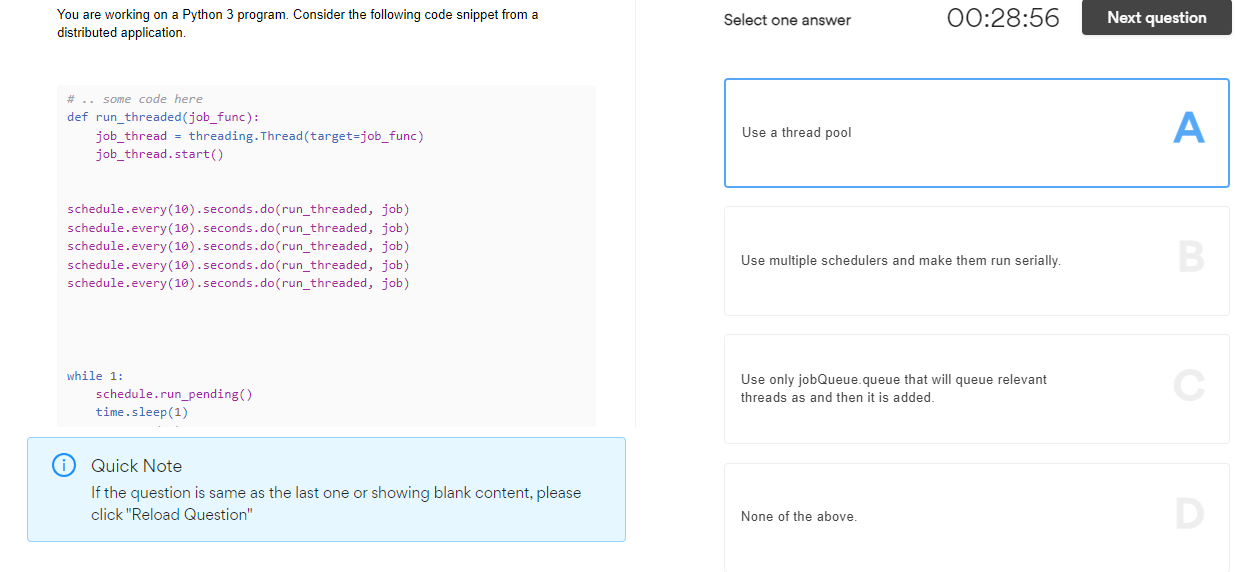 You are working on a Python 3 program. Consider the following code snippet from a
distributed application.
# .. some code here
def run_threaded(job_func):
    job_thread = threading.Thread(target=job_func)
    job_thread.start()
schedule.every(10).seconds.do(run_threaded, job)
schedule.every(10).seconds.do(run_threaded, job)
schedule.every(10).seconds.do(run_threaded, job)
schedule.every(10).seconds.do(run_threaded, job)
schedule.every(10).seconds.do(run_threaded, job)
while 1:
    schedule.run_pending()
    time.sleep(1)
Quick Note
If the question is same as the last one or showing blank content, please
click "Reload Question"
Select one answer
00:28:56
Next question
Use a thread pool
A
Use multiple schedulers and make them run serially.
B
Use only jobQueue.queue that will queue relevant
threads as and then it is added.
C
None of the above.
D